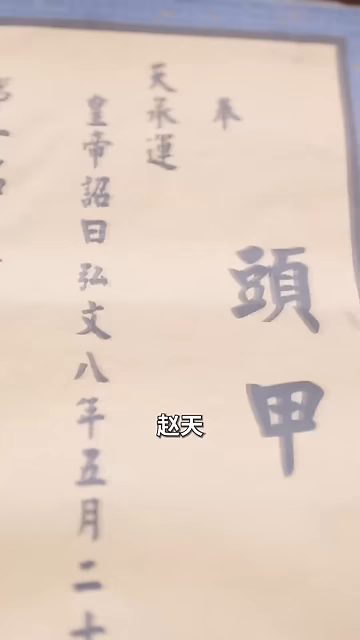 頭甲
奉
天承運
皇帝詔曰弘文八年五月二十
赵天